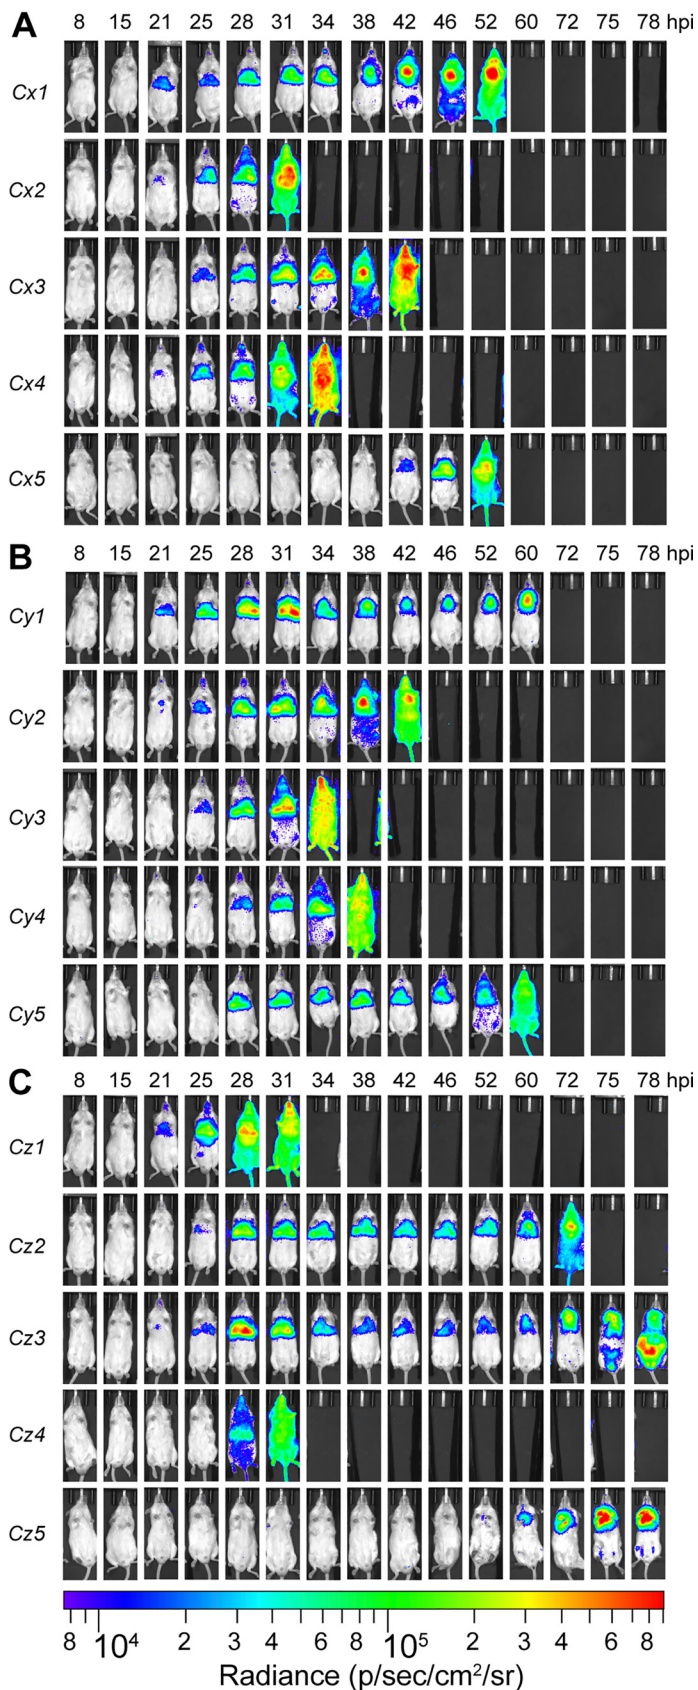 A 8 15 21 25 28 31 34 38 42 46 52 60 72 75 78 hpi
Cx1
Cx2
Cx3
Cx4
Cx5
B 8 15 21 25 28 31 34 38 42 46 52 60 72 75 78 hpi
Cy1
Cy2
Cy3
Cy4
Cy5
C 8 15 21 25 28 31 34 38 42 46 52 60 72 75 78 hpi
Cz1
Cz2
Cz3
Cz4
Cz5
8 10⁴ 2 3 4 6 8 10⁵ 2 3 4 6 8
Radiance (p/sec/cm²/sr)